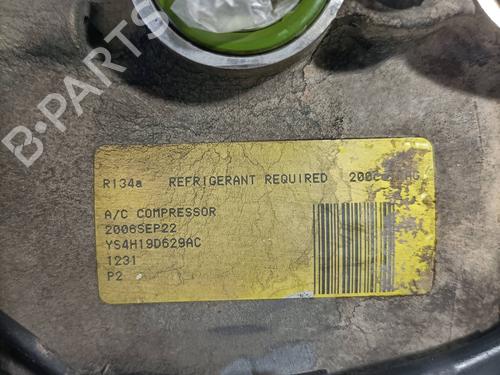 B-PARTS
R134a REFRIGERANT REQUIRED
A/C COMPRESSOR
2006SEP22
YS4H19D629AC
1231
P2